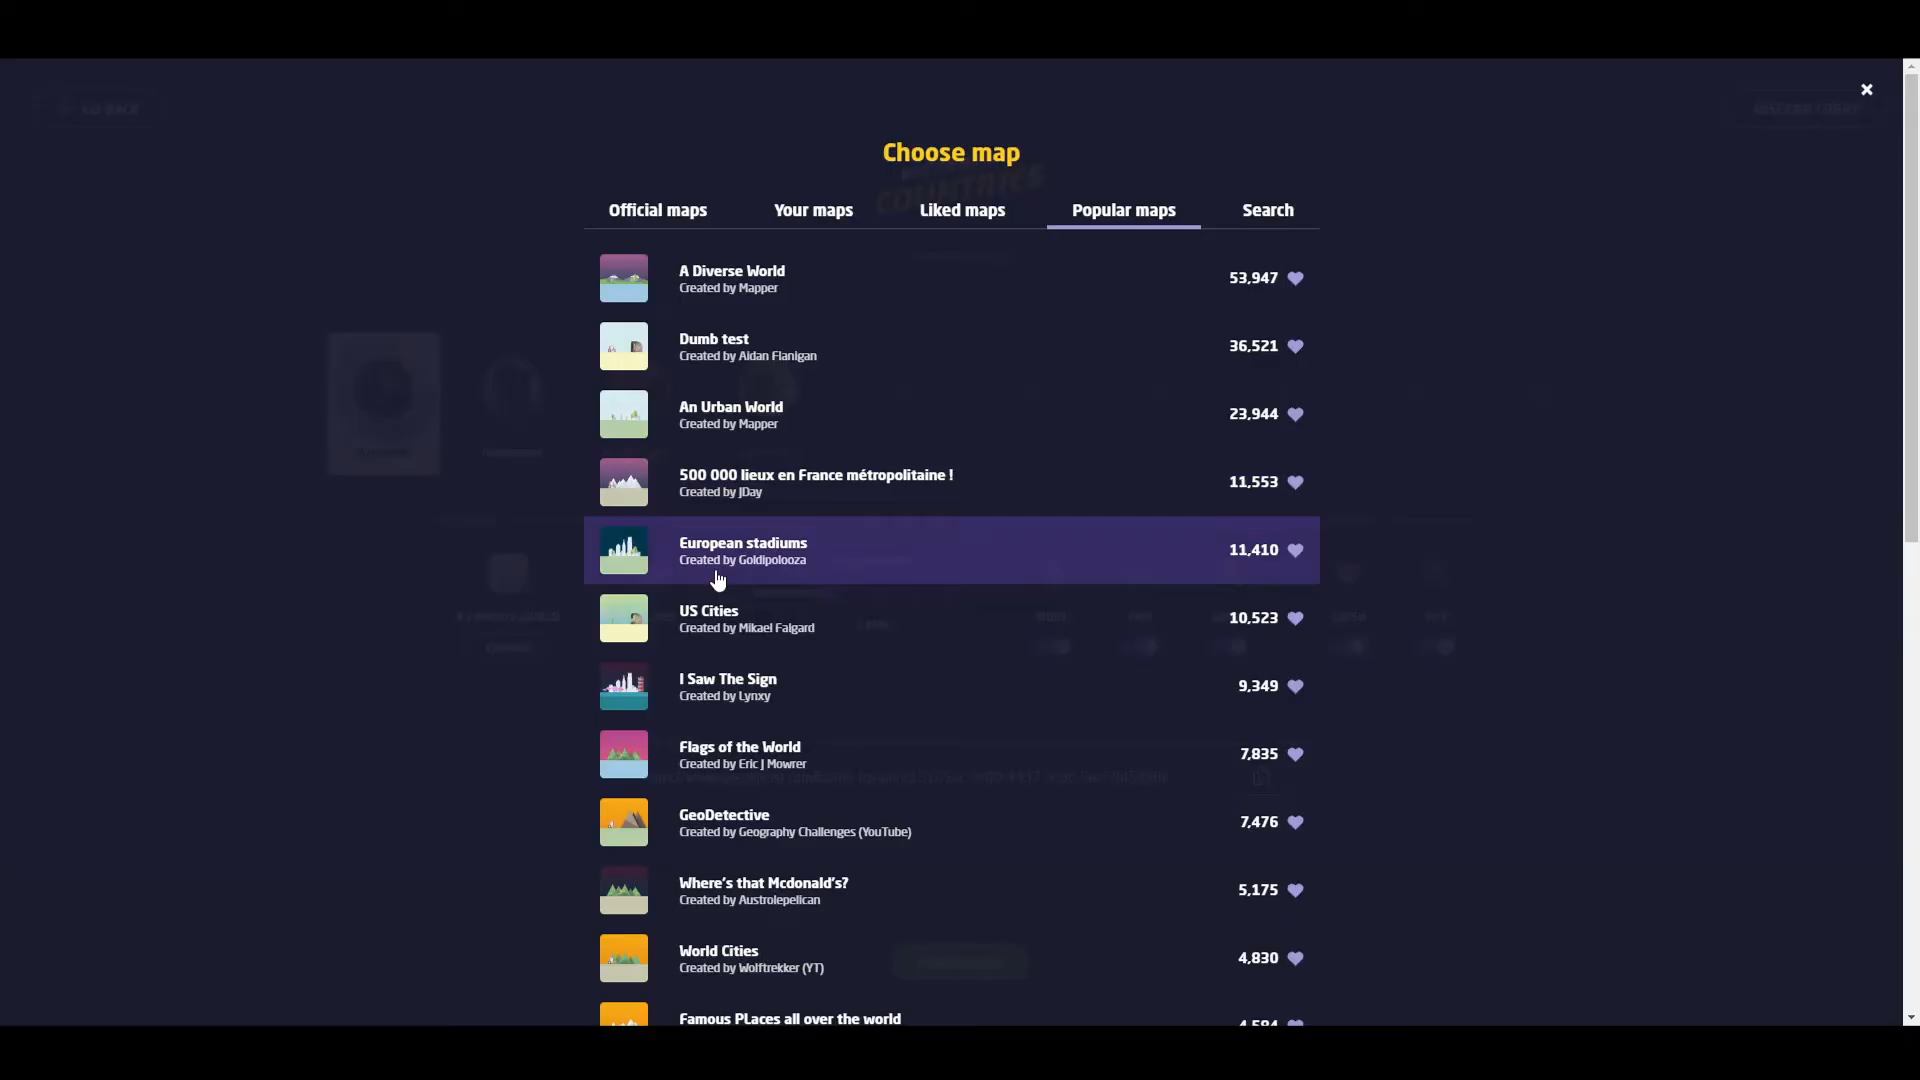 GO BACK
×
Choose map
COUNTRIES
Official maps
Your maps
Liked maps
Popular maps
Search
A Diverse World
Created by Mapper
53,947
Dumb test
Created by Aidan Flanigan
36,521
An Urban World
Created by Mapper
23,944
500 000 lieux en France métropolitaine !
Created by JDay
11,553
European stadiums
Created by Goldipolooza
11,410
US Cities
Created by Mikael Falgard
10,523
I Saw The Sign
Created by Lynxy
9,349
Flags of the World
Created by Eric J Mowrer
7,835
GeoDetective
Created by Geography Challenges (YouTube)
7,476
Where's that Mcdonald's?
Created by Austrolepelican
5,175
World Cities
Created by Wolftrekker (YT)
4,830
Famous PLaces all over the world
4,584